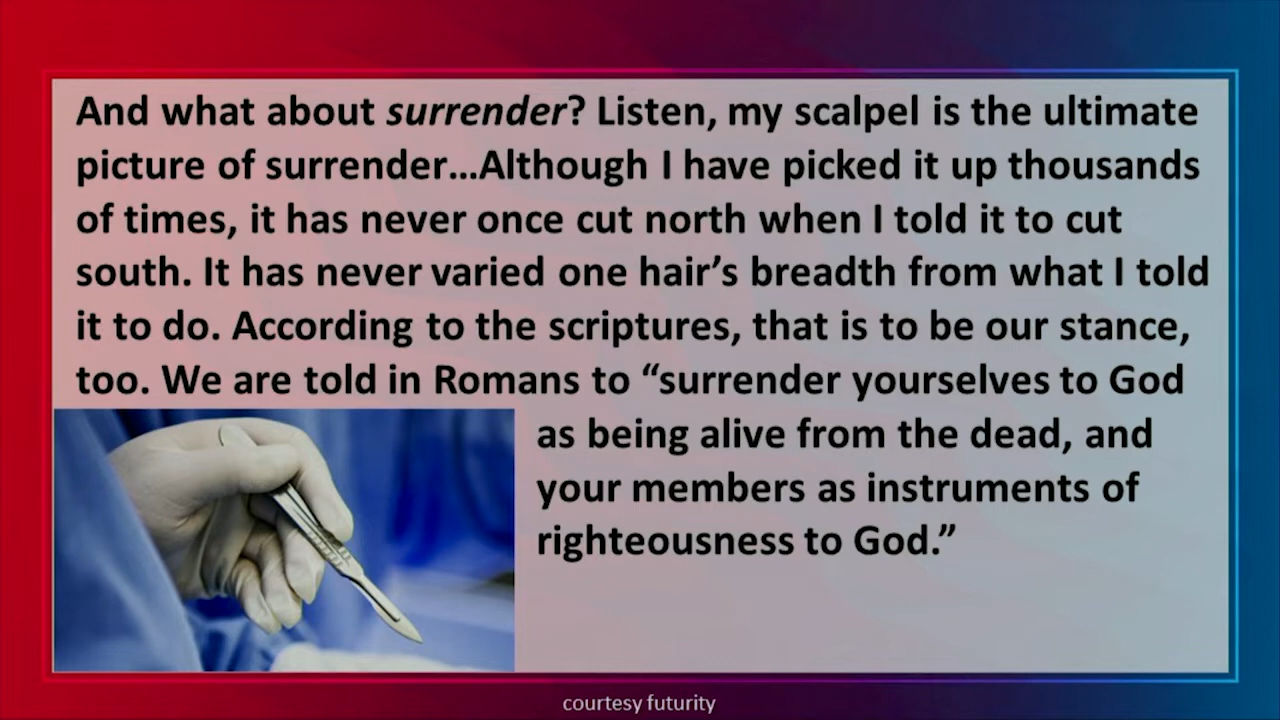 And what about surrender? Listen, my scalpel is the ultimate
picture of surrender...Although I have picked it up thousands
of times, it has never once cut north when I told it to cut
south. It has never varied one hair’s breadth from what I told
it to do. According to the scriptures, that is to be our stance,
too. We are told in Romans to “surrender yourselves to God
as being alive from the dead, and
your members as instruments of
righteousness to God.”
courtesy futurity